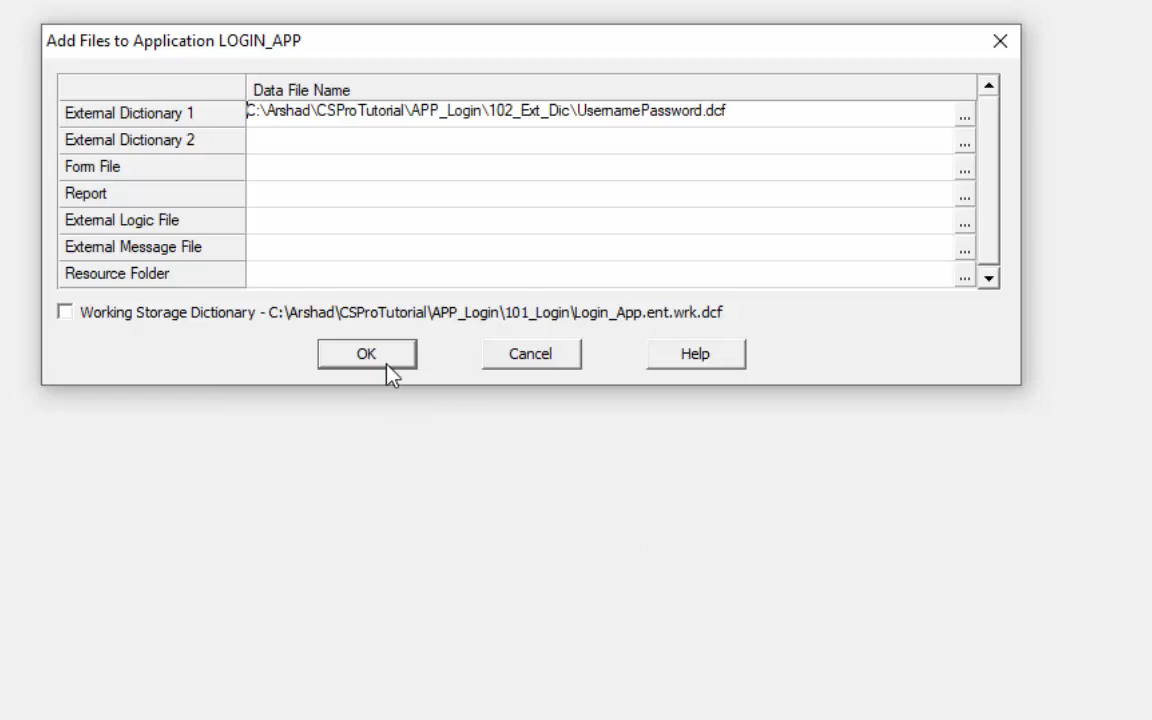 Add Files to Application LOGIN_APP
Data File Name
External Dictionary 1 C:\Arshad\CSProTutorial\APP_Login\102_Ext_Dic\UsernamePassword.dcf ...
External Dictionary 2 ...
Form File ...
Report ...
External Logic File ...
External Message File ...
Resource Folder ...
Working Storage Dictionary - C:\Arshad\CSProTutorial\APP_Login\101_Login\Login_App.ent.wrk.dcf
OK Cancel Help